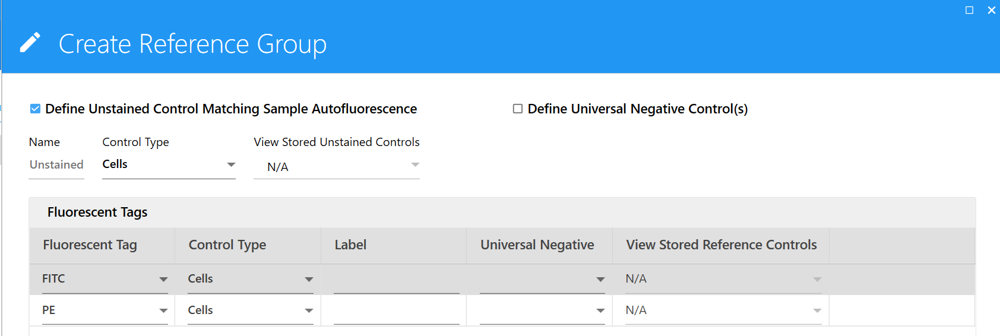 Create Reference Group
Define Unstained Control Matching Sample Autofluorescence Define Universal Negative Control(s)
Name Control Type View Stored Unstained Controls
Unstained Cells N/A
Fluorescent Tags
Fluorescent Tag Control Type Label Universal Negative View Stored Reference Controls
FITC Cells N/A
PE Cells N/A